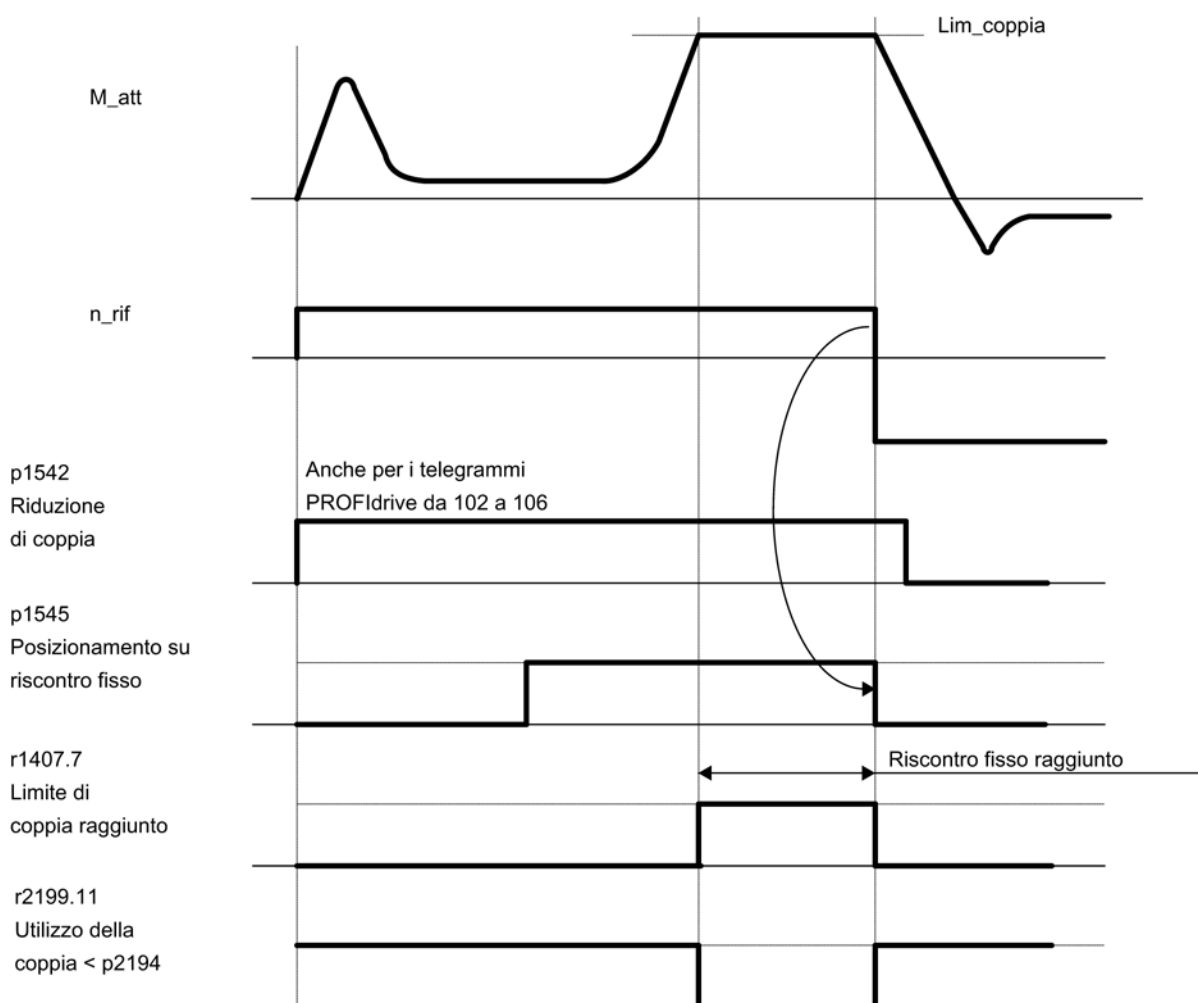 Lim_coppia
M_att
n_rif
p1542
Riduzione
di coppia
Anche per i telegrammi
PROFIdrive da 102 a 106
p1545
Posizionamento su
riscontro fisso
r1407.7
Limite di
coppia raggiunto
Riscontro fisso raggiunto
r2199.11
Utilizzo della
coppia < p2194